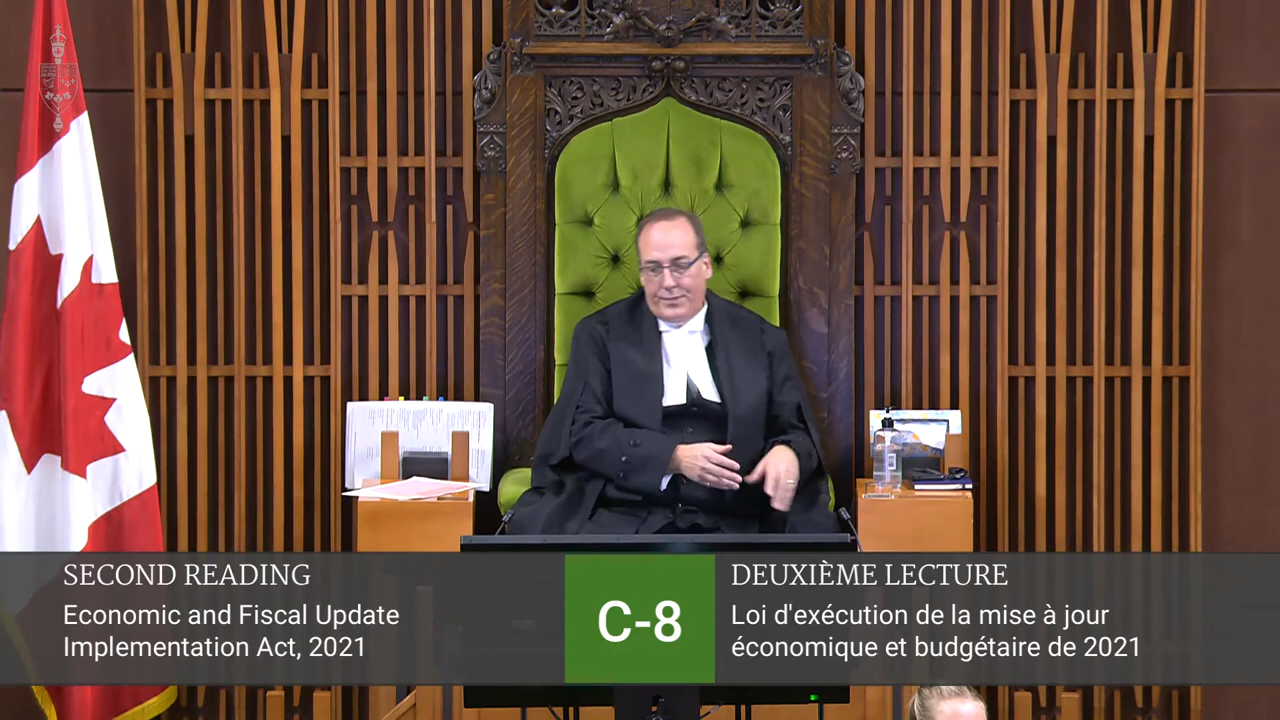 SECOND READING
Economic and Fiscal Update
Implementation Act, 2021
C-8
DEUXIÈME LECTURE
Loi d'exécution de la mise à jour
économique et budgétaire de 2021